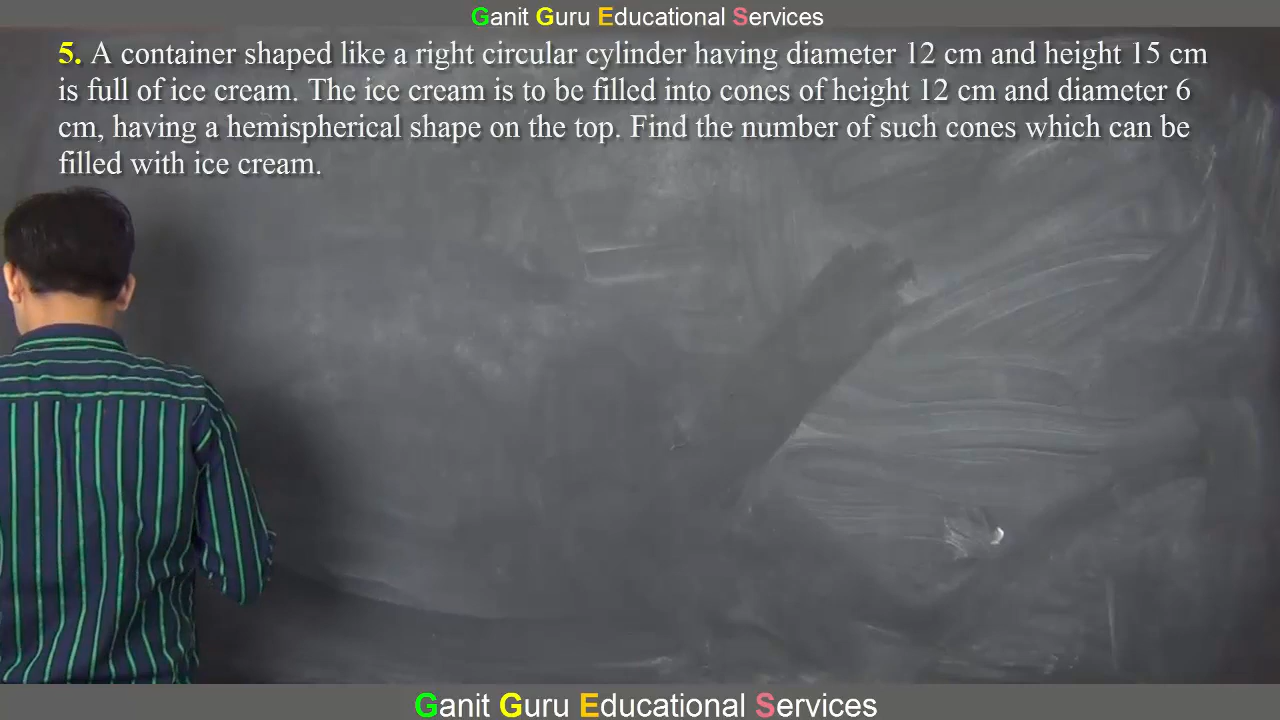 Ganit Guru Educational Services
5. A container shaped like a right circular cylinder having diameter 12 cm and height 15 cm
is full of ice cream. The ice cream is to be filled into cones of height 12 cm and diameter 6
cm, having a hemispherical shape on the top. Find the number of such cones which can be
filled with ice cream.
Ganit Guru Educational Services